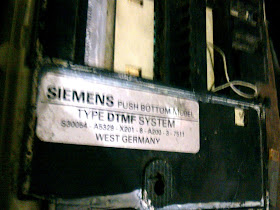 SIEMENS PUSH BOTTOM MODEL
TYPE DTMF SYSTEM
S30054 - A5329 - X201 - 8 - A200 - 3 - 7511
WEST GERMANY